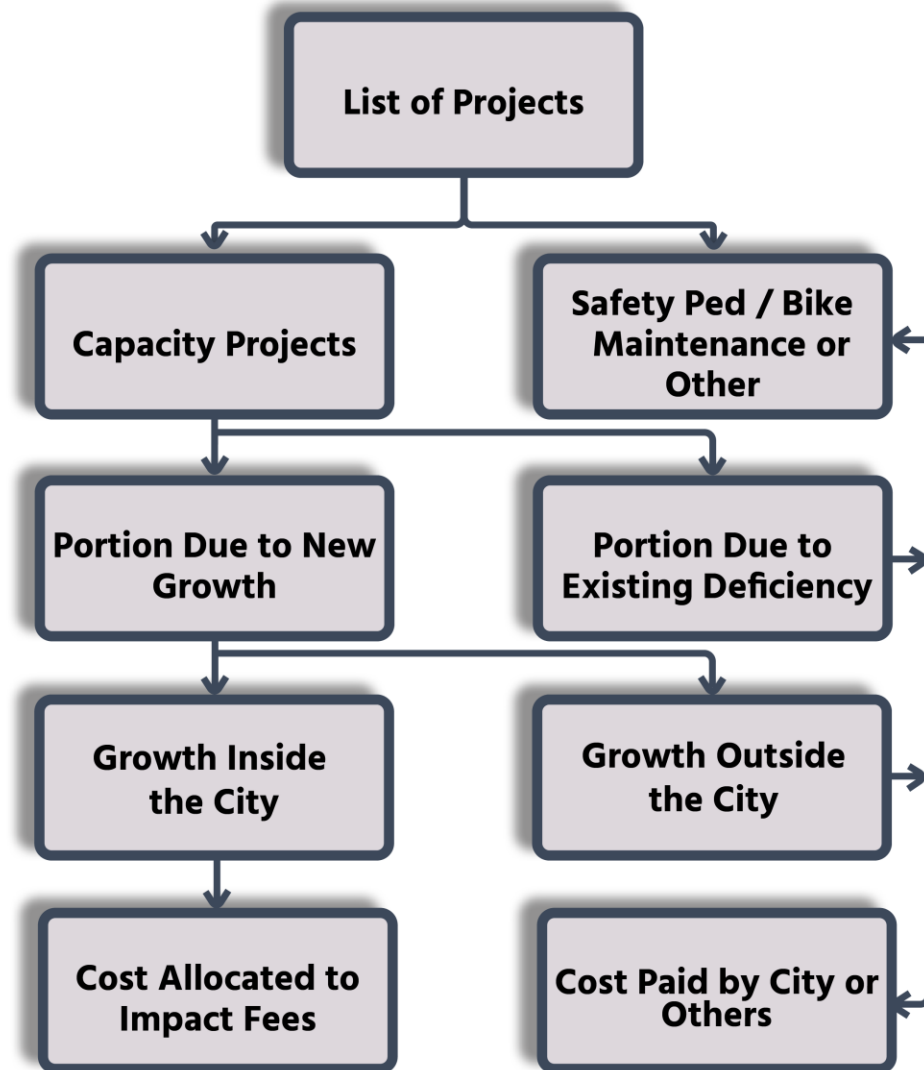 List of Projects
Capacity Projects
Safety Ped / Bike
Maintenance or
Other
Portion Due to New
Growth
Portion Due to
Existing Deficiency
Growth Inside
the City
Growth Outside
the City
Cost Allocated to
Impact Fees
Cost Paid by City or
Others